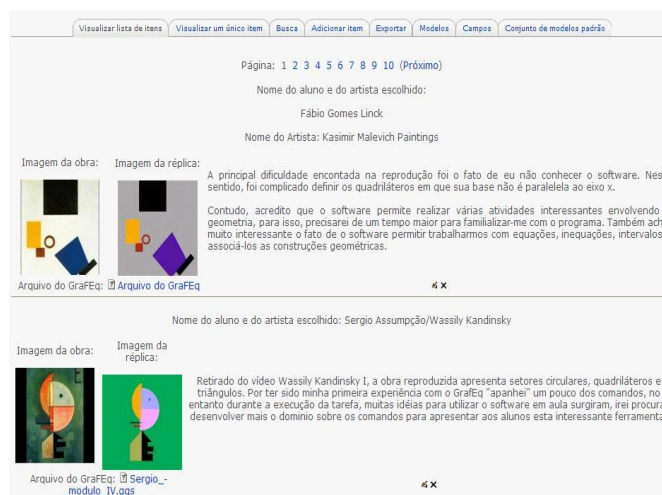 Visualizar lista de itens Visualizar um único item Busca Adicionar item Exportar Modelos Campos Conjunto de modelos padrão
Página: 1 2 3 4 5 6 7 8 9 10 (Próximo)
Nome do aluno e do artista escolhido:
Fábio Gomes Linck
Nome do Artista: Kasimir Malevich Paintings
Imagem da obra: Imagem da réplica:
A principal dificuldade encontada na reprodução foi o fato de eu não conhecer o software. Nes
sentido, foi complicado definir os quadriláteros em que sua base não é paralelela ao eixo x.
Contudo, acredito que o software permite realizar várias atividades interessantes envolvendo
geometria, para isso, precisarei de um tempo maior para familializar-me com o programa. Também ach
muito interessante o fato de o software permitir trabalharmos com equações, inequações, intervalos
associá-los as construções geométricas.
Arquivo do GraFEq: Arquivo do GraFEq
Nome do aluno e do artista escolhido: Sergio Assumpção/Wassily Kandinsky
Imagem da obra: Imagem da
réplica:
Retirado do vídeo Wassily Kandinsky I, a obra reproduzida apresenta setores circulares, quadriláteros e
triângulos. Por ter sido minha primeira experiência com o GrafEq "apanhei" um pouco dos comandos, no
entanto durante a execução da tarefa, muitas idéias para utilizar o software em aula surgiram, irei procura
desenvolver mais o dominio sobre os comandos para apresentar aos alunos esta interessante ferramenta
Arquivo do GraFEq: Sergio_-
modulo_IV.gqs